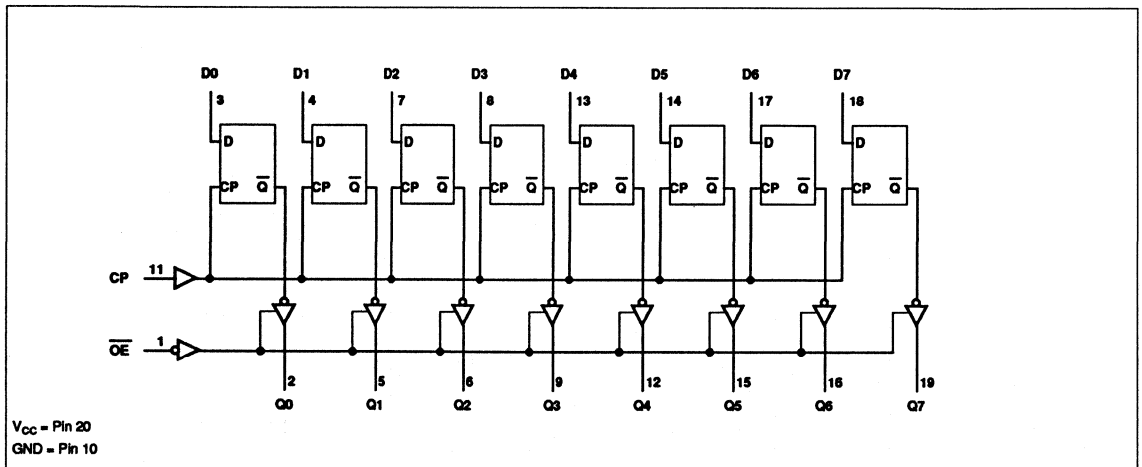 D0 D1 D2 D3 D4 D5 D6 D7
3 4 7 8 13 14 17 18
D D D D D D D D
CP Q̅ CP Q̅ CP Q̅ CP Q̅ CP Q̅ CP Q̅ CP Q̅ CP Q̅
CP 11
O̅E̅ 1
2 5 6 9 12 15 16 19
Q0 Q1 Q2 Q3 Q4 Q5 Q6 Q7
VCC = Pin 20
GND = Pin 10